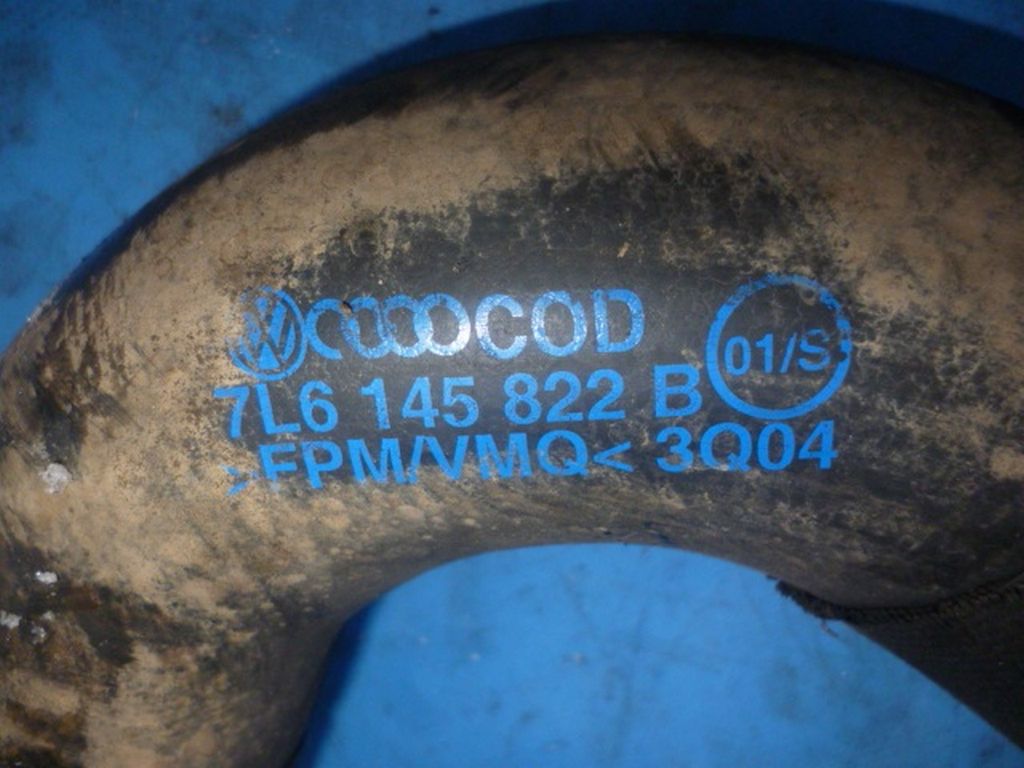 COD
7L6 145 822 B
>FPM/VMQ< 3Q04
01/S